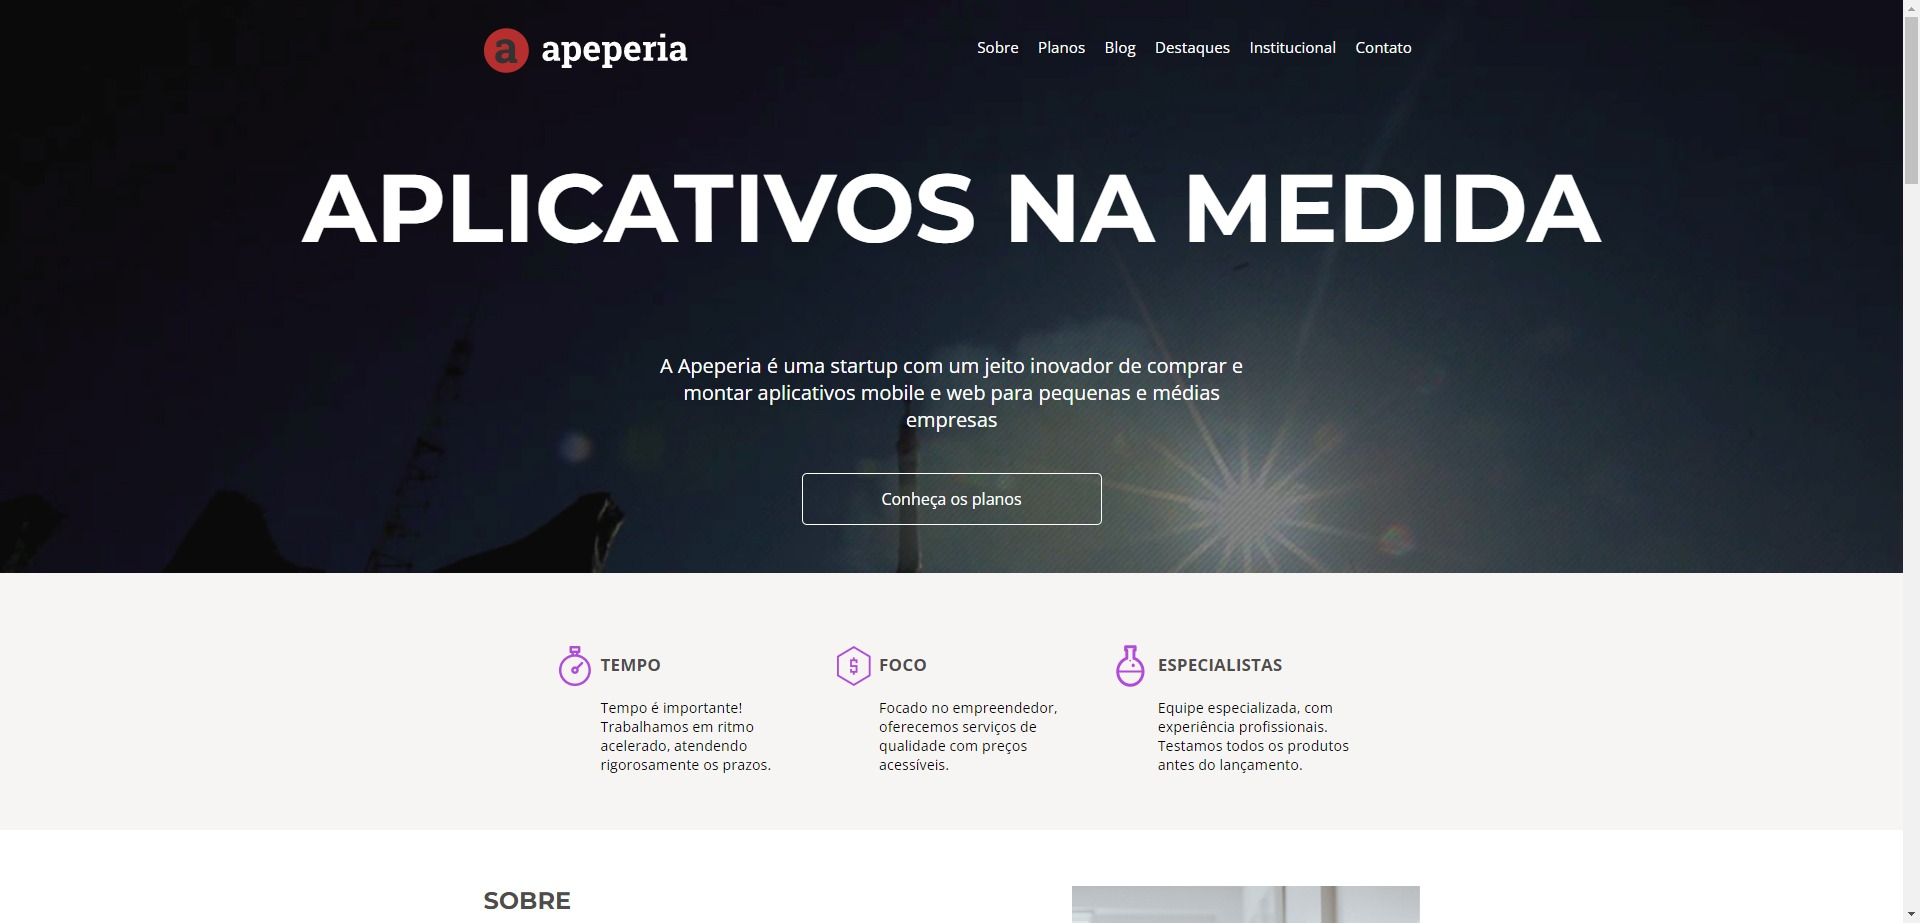 a apeperia
Sobre Planos Blog Destaques Institucional Contato
APLICATIVOS NA MEDIDA
A Apeperia é uma startup com um jeito inovador de comprar e
montar aplicativos mobile e web para pequenas e médias
empresas
Conheça os planos
TEMPO
Tempo é importante!
Trabalhamos em ritmo
acelerado, atendendo
rigorosamente os prazos.
$ FOCO
Focado no empreendedor,
oferecemos serviços de
qualidade com preços
acessíveis.
ESPECIALISTAS
Equipe especializada, com
experiência profissionais.
Testamos todos os produtos
antes do lançamento.
SOBRE